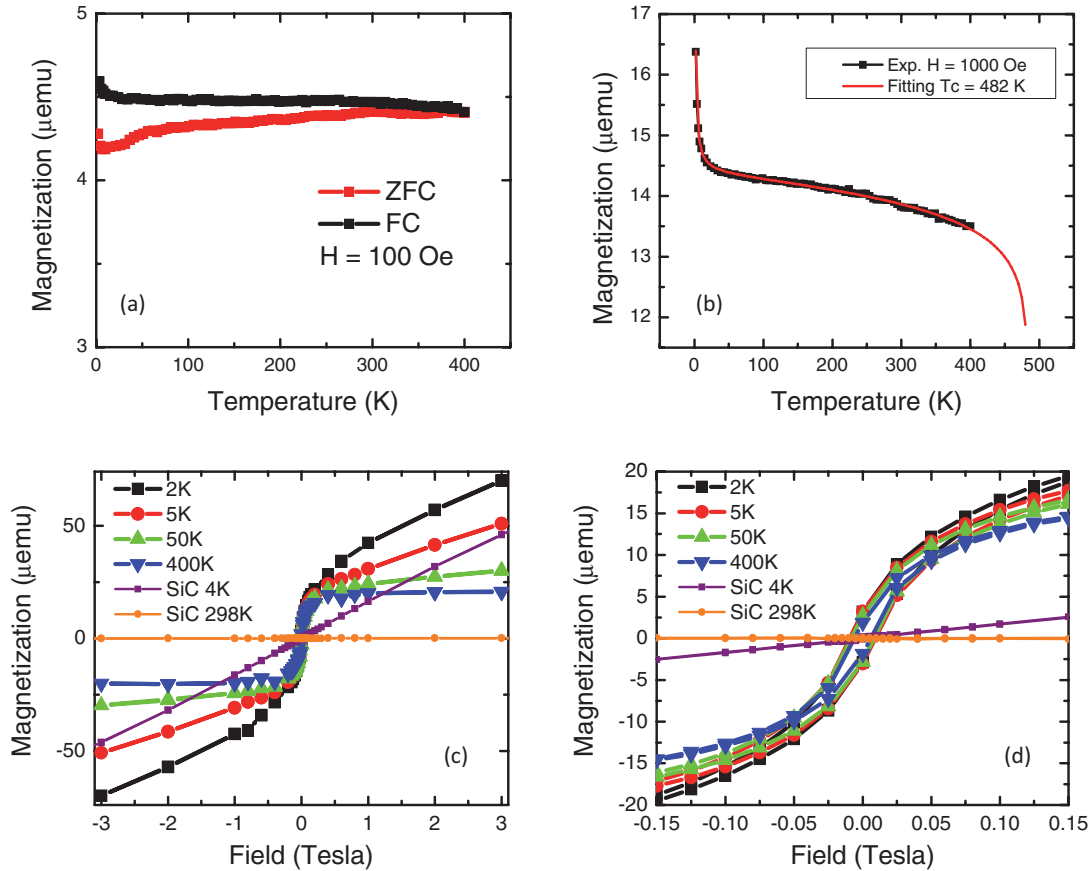 5
4
3
0
100
200
300
400
Magnetization (μemu)
Temperature (K)
ZFC
FC
H = 100 Oe
(a)
17
16
15
14
13
12
0
100
200
300
400
500
Magnetization (μemu)
Temperature (K)
Exp. H = 1000 Oe
Fitting Tc = 482 K
(b)
50
0
-50
-3
-2
-1
0
1
2
3
Magnetization (μemu)
Field (Tesla)
2K
5K
50K
400K
SiC 4K
SiC 298K
(c)
20
15
10
5
0
-5
-10
-15
-20
-0.15
-0.10
-0.05
0.00
0.05
0.10
0.15
Magnetization (μemu)
Field (Tesla)
2K
5K
50K
400K
SiC 4K
SiC 298K
(d)